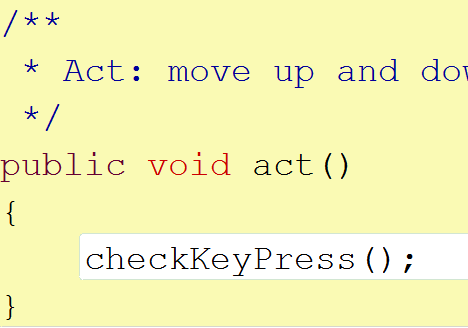 /**
 * Act: move up and
 */
public void act()
{
checkKeyPress();
}